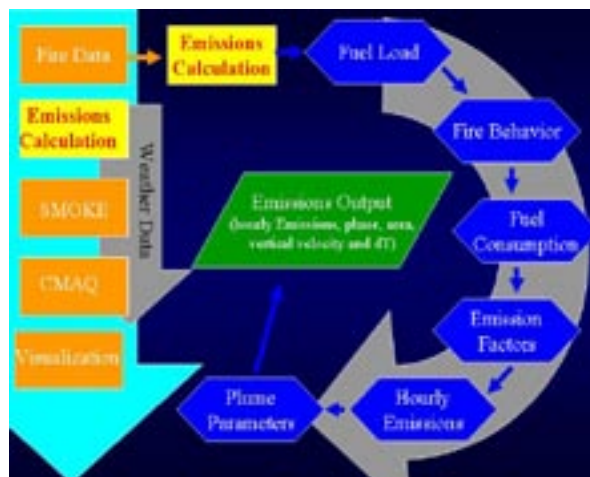 Fire Data
Emissions
Calculation
Fuel Load
Emissions
Calculation
Fire Behavior
Weather Data
SMOKE
Emissions Output
(hourly Emissions, phase, area,
vertical velocity and dT)
Fuel
Consumption
CMAQ
Emission
Factors
Visualization
Plume
Parameters
Hourly
Emissions